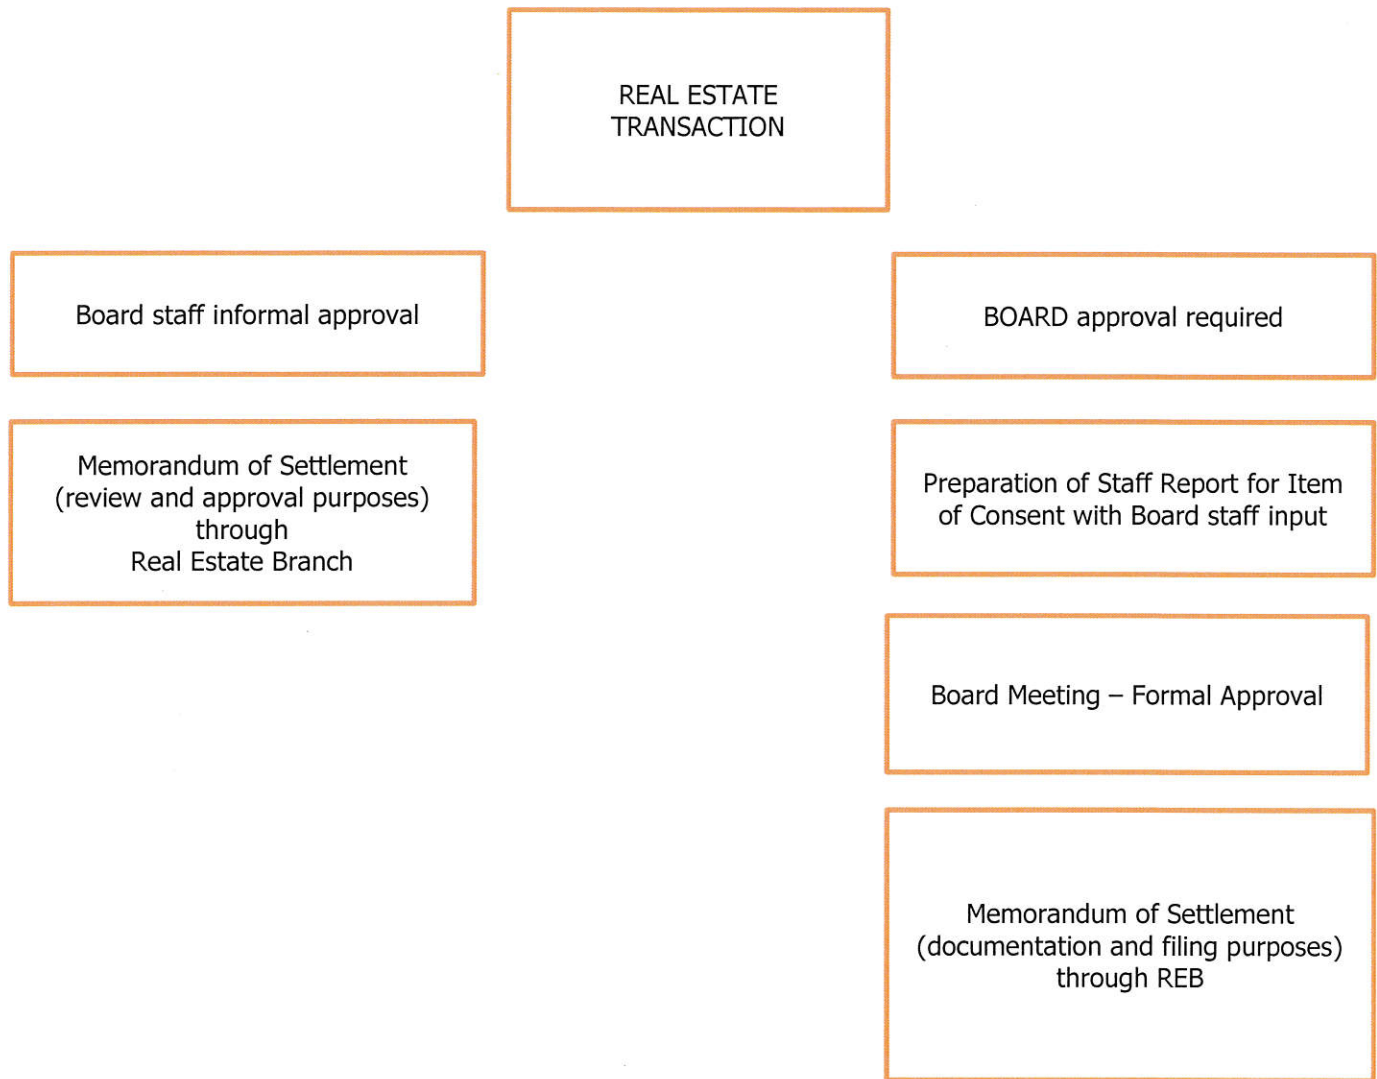 REAL ESTATE
TRANSACTION
Board staff informal approval
BOARD approval required
Memorandum of Settlement
(review and approval purposes)
through
Real Estate Branch
Preparation of Staff Report for Item
of Consent with Board staff input
Board Meeting – Formal Approval
Memorandum of Settlement
(documentation and filing purposes)
through REB